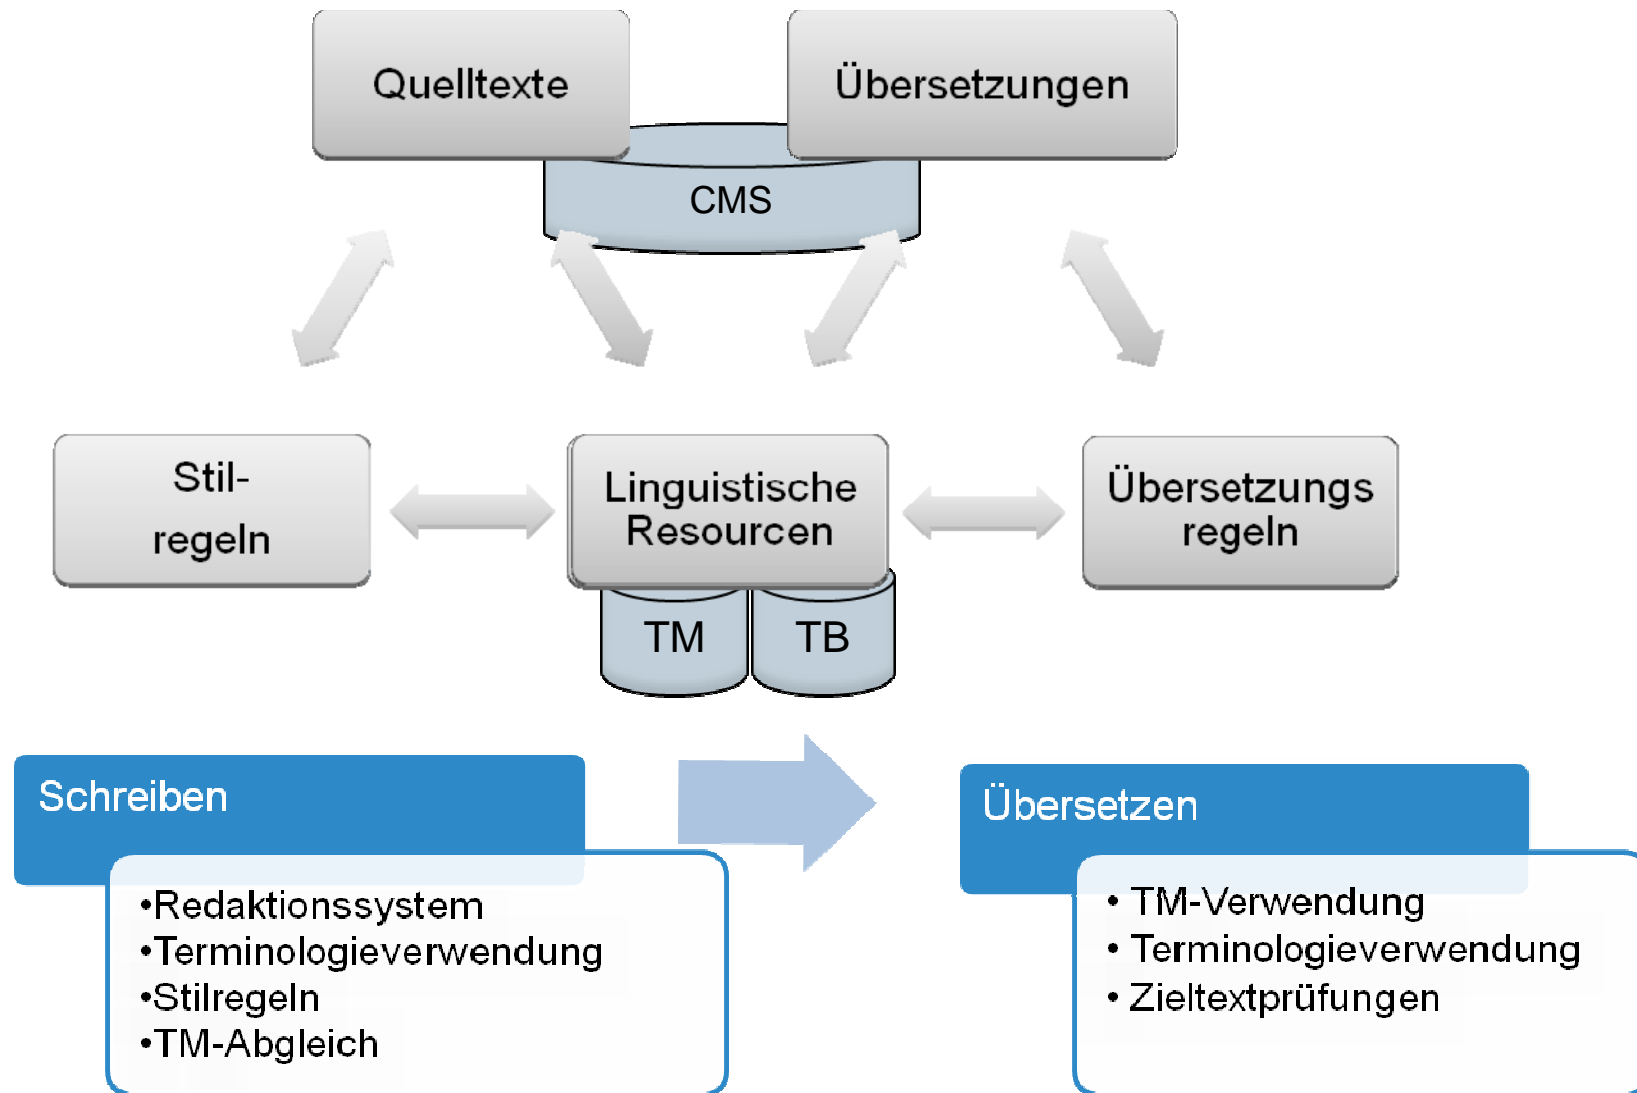 Quelltexte
Übersetzungen
CMS
Stil-
regeln
Linguistische
Resourcen
Übersetzungs
regeln
TM
TB
Schreiben
•Redaktionssystem
•Terminologieverwendung
•Stilregeln
•TM-Abgleich
Übersetzen
• TM-Verwendung
• Terminologieverwendung
• Zieltextprüfungen